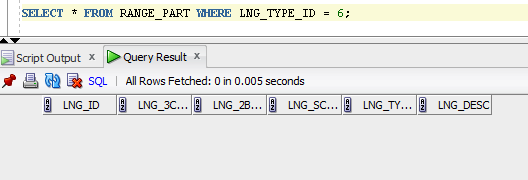 SELECT * FROM RANGE_PART WHERE LNG_TYPE_ID = 6;
Script Output x Query Result x
SQL | All Rows Fetched: 0 in 0.005 seconds
LNG_ID LNG_3C... LNG_2B... LNG_SC... LNG_TY... LNG_DESC